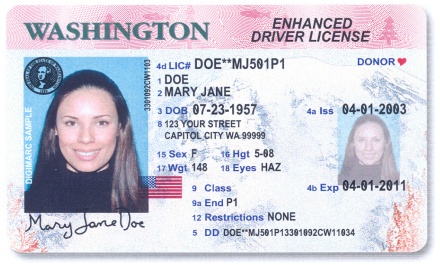 WASHINGTON
ENHANCED
DRIVER LICENSE
4d LIC# DOE**MJ501P1
DONOR
1 DOE
2 MARY JANE
3 DOB 07-23-1957
4a Iss 04-01-2003
8 123 YOUR STREET
CAPITOL CITY WA 99999
15 Sex F 16 Hgt 5-08
17 Wgt 148 18 Eyes HAZ
9 Class
4b Exp 04-01-2011
9a End P1
12 Restrictions NONE
5 DD DOE**MJ501P13301092CW11034
DIGIMARC SAMPLE
3301092CW1103
Mary Jane Doe